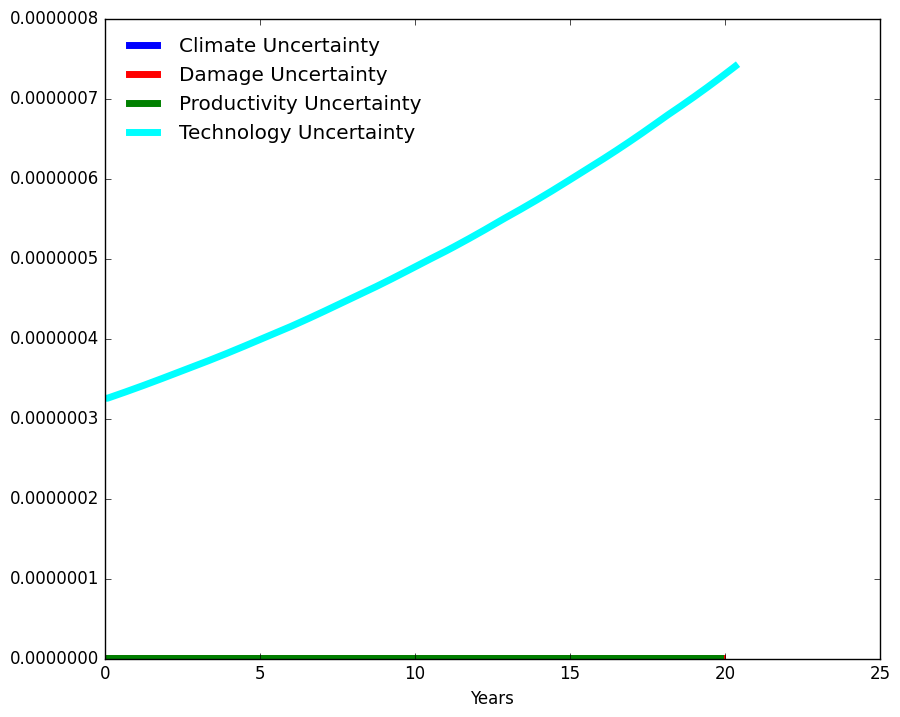 0.0000008
0.0000007
0.0000006
0.0000005
0.0000004
0.0000003
0.0000002
0.0000001
0.0000000
Climate Uncertainty
Damage Uncertainty
Productivity Uncertainty
Technology Uncertainty
0 5 10 15 20 25
Years